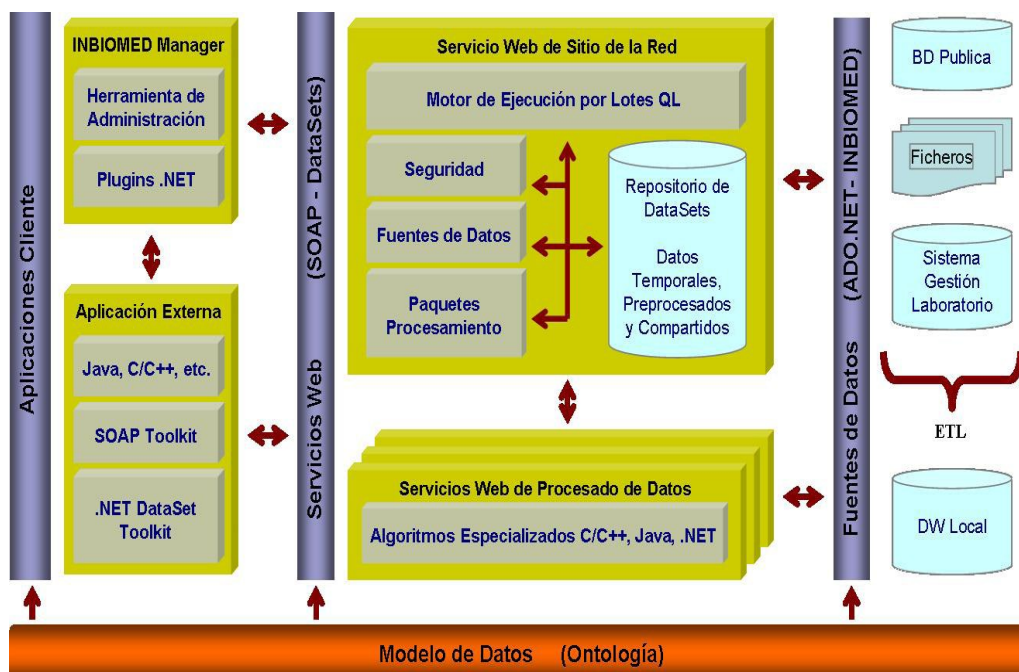 Aplicaciones Cliente
INBIOMED Manager
Herramienta de
Administración
Plugins .NET
Aplicación Externa
Java, C/C++, etc.
SOAP Toolkit
.NET DataSet
Toolkit
Servicios Web (SOAP - DataSets)
Servicio Web de Sitio de la Red
Motor de Ejecución por Lotes QL
Seguridad
Fuentes de Datos
Paquetes
Procesamiento
Repositorio de
DataSets
Datos
Temporales,
Preprocesados
y Compartidos
Servicios Web de Procesado de Datos
Algoritmos Especializados C/C++, Java, .NET
Fuentes de Datos (ADO.NET- INBIOMED)
BD Publica
Ficheros
Sistema
Gestión
Laboratorio
ETL
DW Local
Modelo de Datos (Ontología)